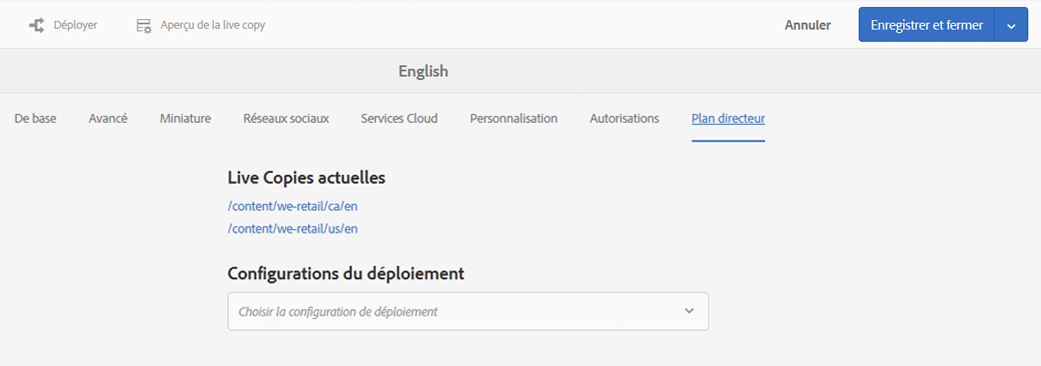 Déployer Aperçu de la live copy Annuler Enregistrer et fermer
English
De base Avancé Miniature Réseaux sociaux Services Cloud Personnalisation Autorisations Plan directeur
Live Copies actuelles
/content/we-retail/ca/en
/content/we-retail/us/en
Configurations du déploiement
Choisir la configuration de déploiement